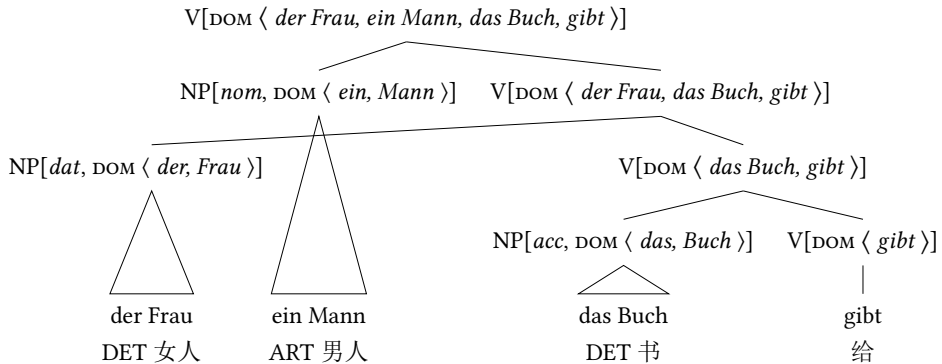 V[DOM ⟨ der Frau, ein Mann, das Buch, gibt ⟩]
NP[nom, DOM ⟨ ein, Mann ⟩] V[DOM ⟨ der Frau, das Buch, gibt ⟩]
NP[dat, DOM ⟨ der, Frau ⟩] V[DOM ⟨ das Buch, gibt ⟩]
NP[acc, DOM ⟨ das, Buch ⟩] V[DOM ⟨ gibt ⟩]
der Frau ein Mann das Buch gibt
DET 女人 ART 男人 DET 书 给